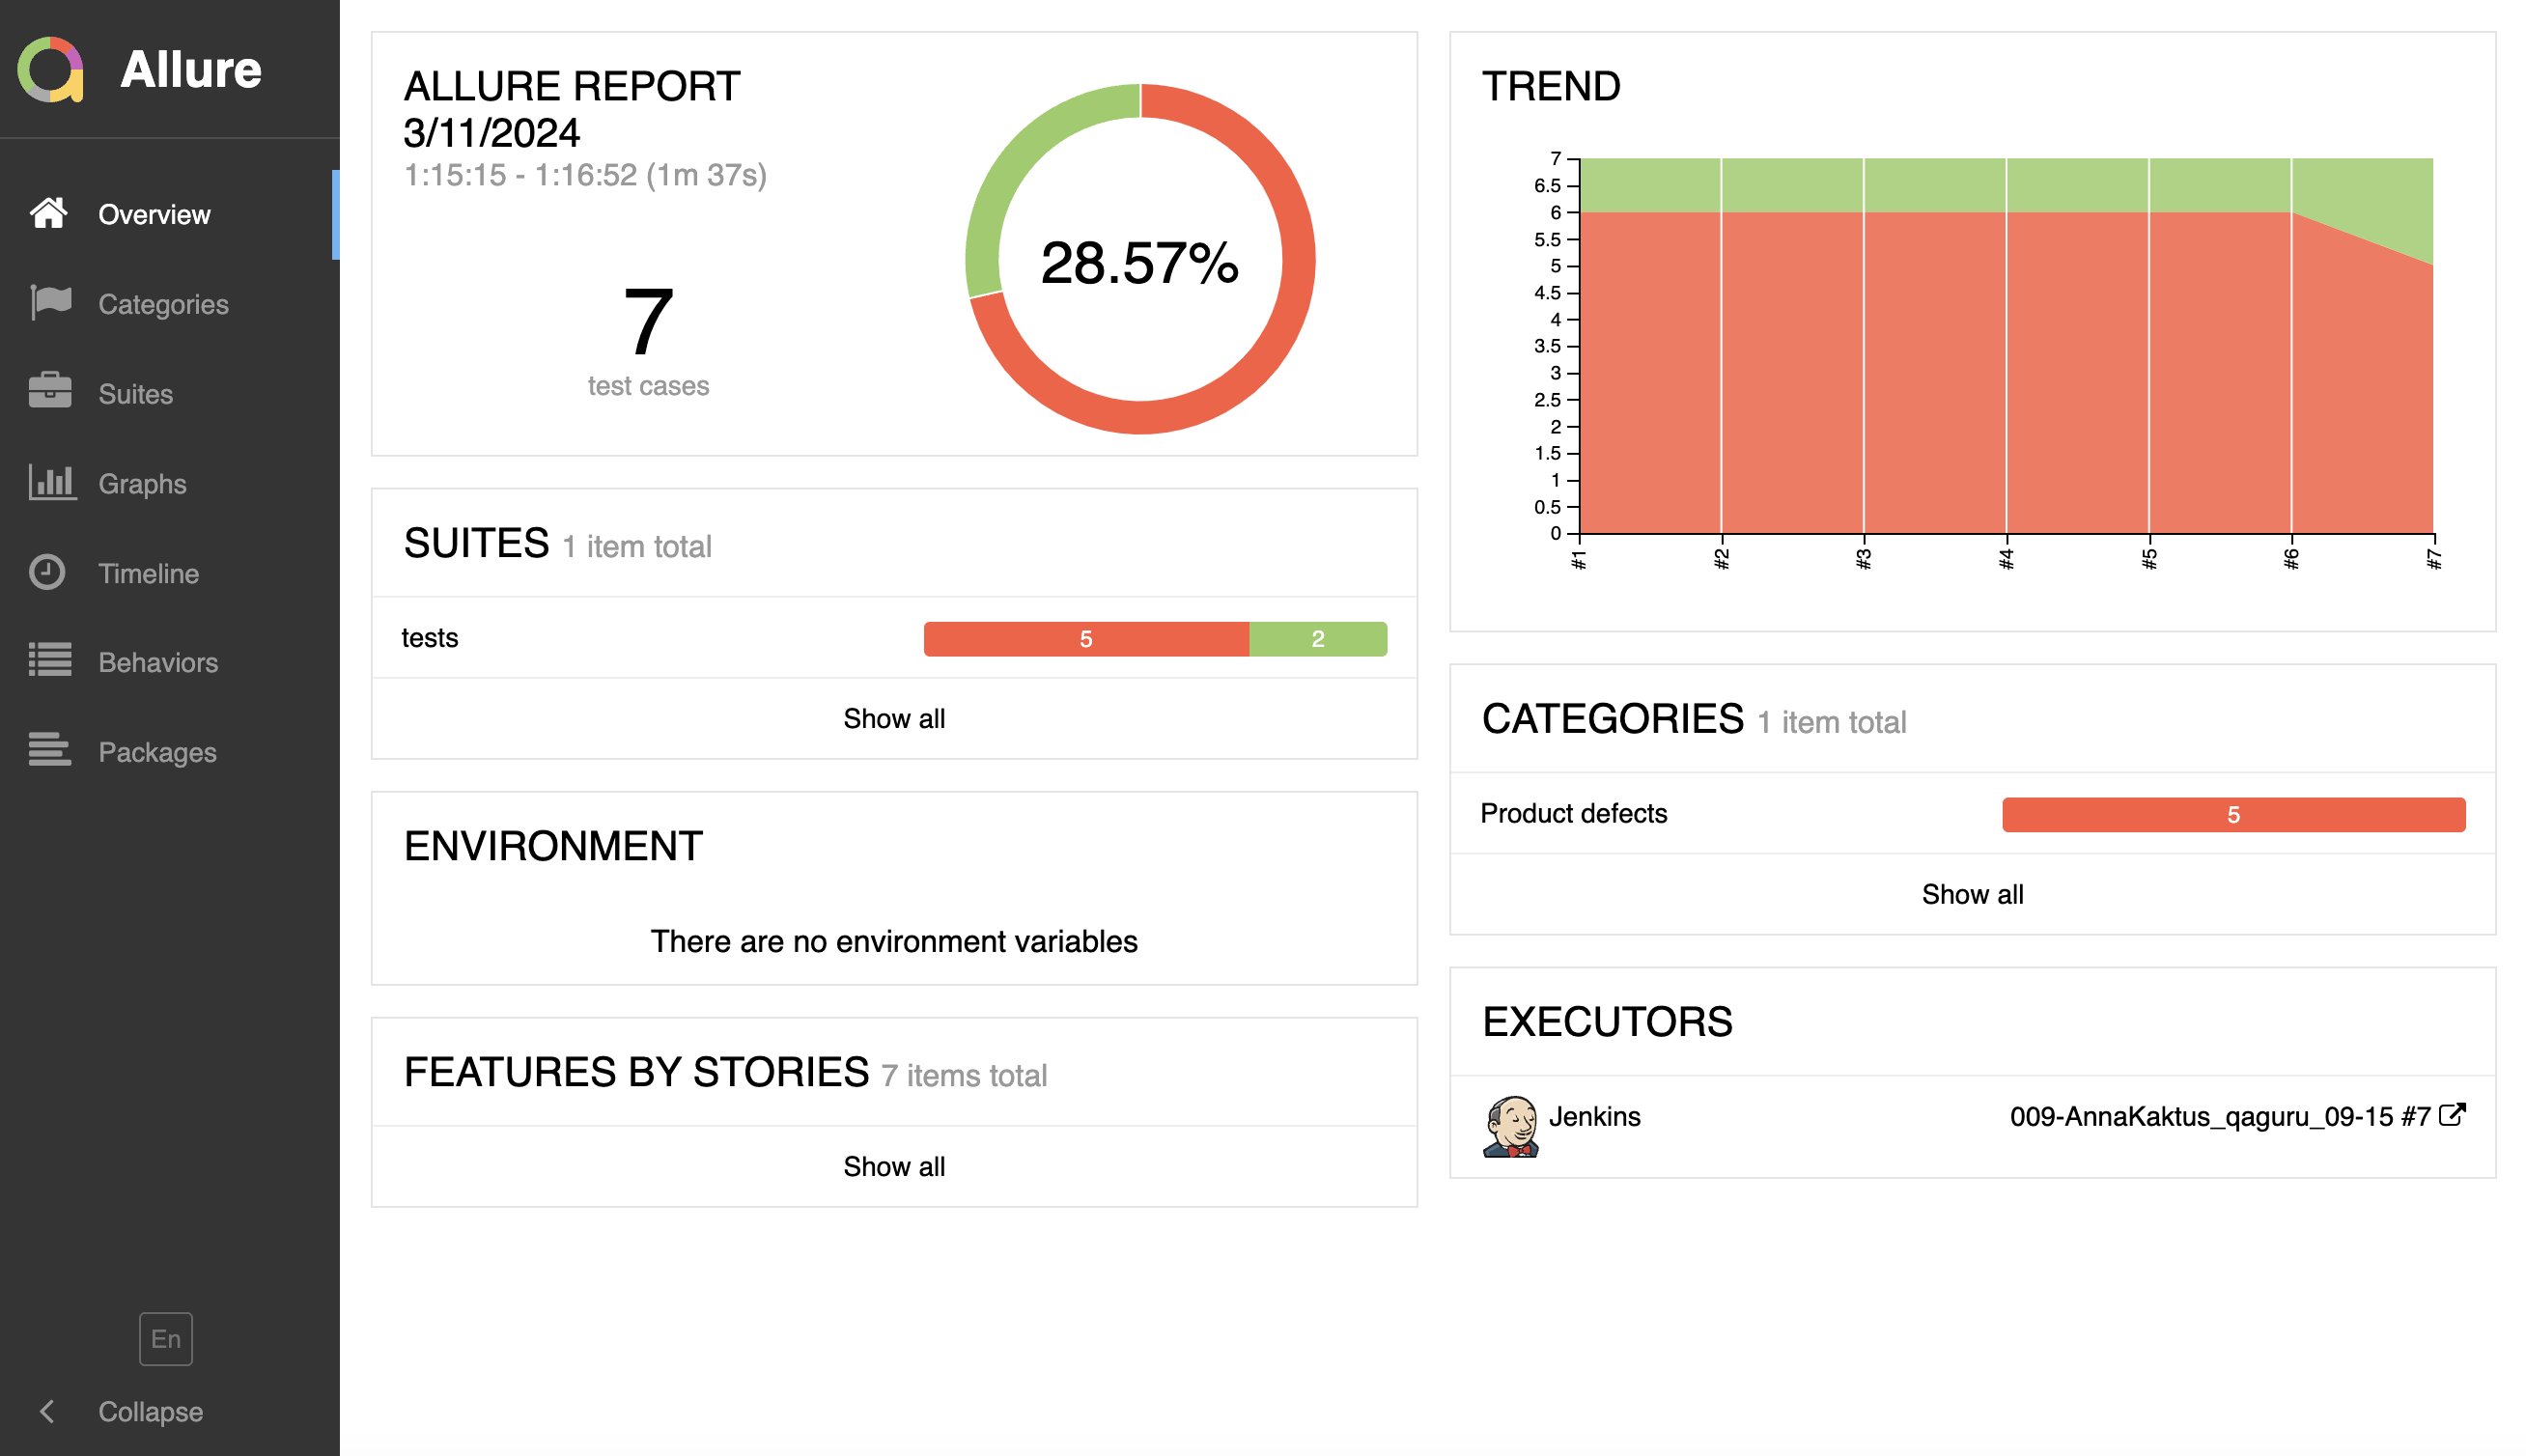 Allure
Overview
Categories
Suites
Graphs
Timeline
Behaviors
Packages
En
Collapse
ALLURE REPORT
3/11/2024
1:15:15 - 1:16:52 (1m 37s)
7
test cases
28.57%
SUITES 1 item total
tests 5 2
Show all
ENVIRONMENT
There are no environment variables
FEATURES BY STORIES 7 items total
Show all
TREND
7
6.5
6
5.5
5
4.5
4
3.5
3
2.5
2
1.5
1
0.5
0
#1 #2 #3 #4 #5 #6 #7
CATEGORIES 1 item total
Product defects 5
Show all
EXECUTORS
Jenkins 009-AnnaKaktus_qaguru_09-15 #7